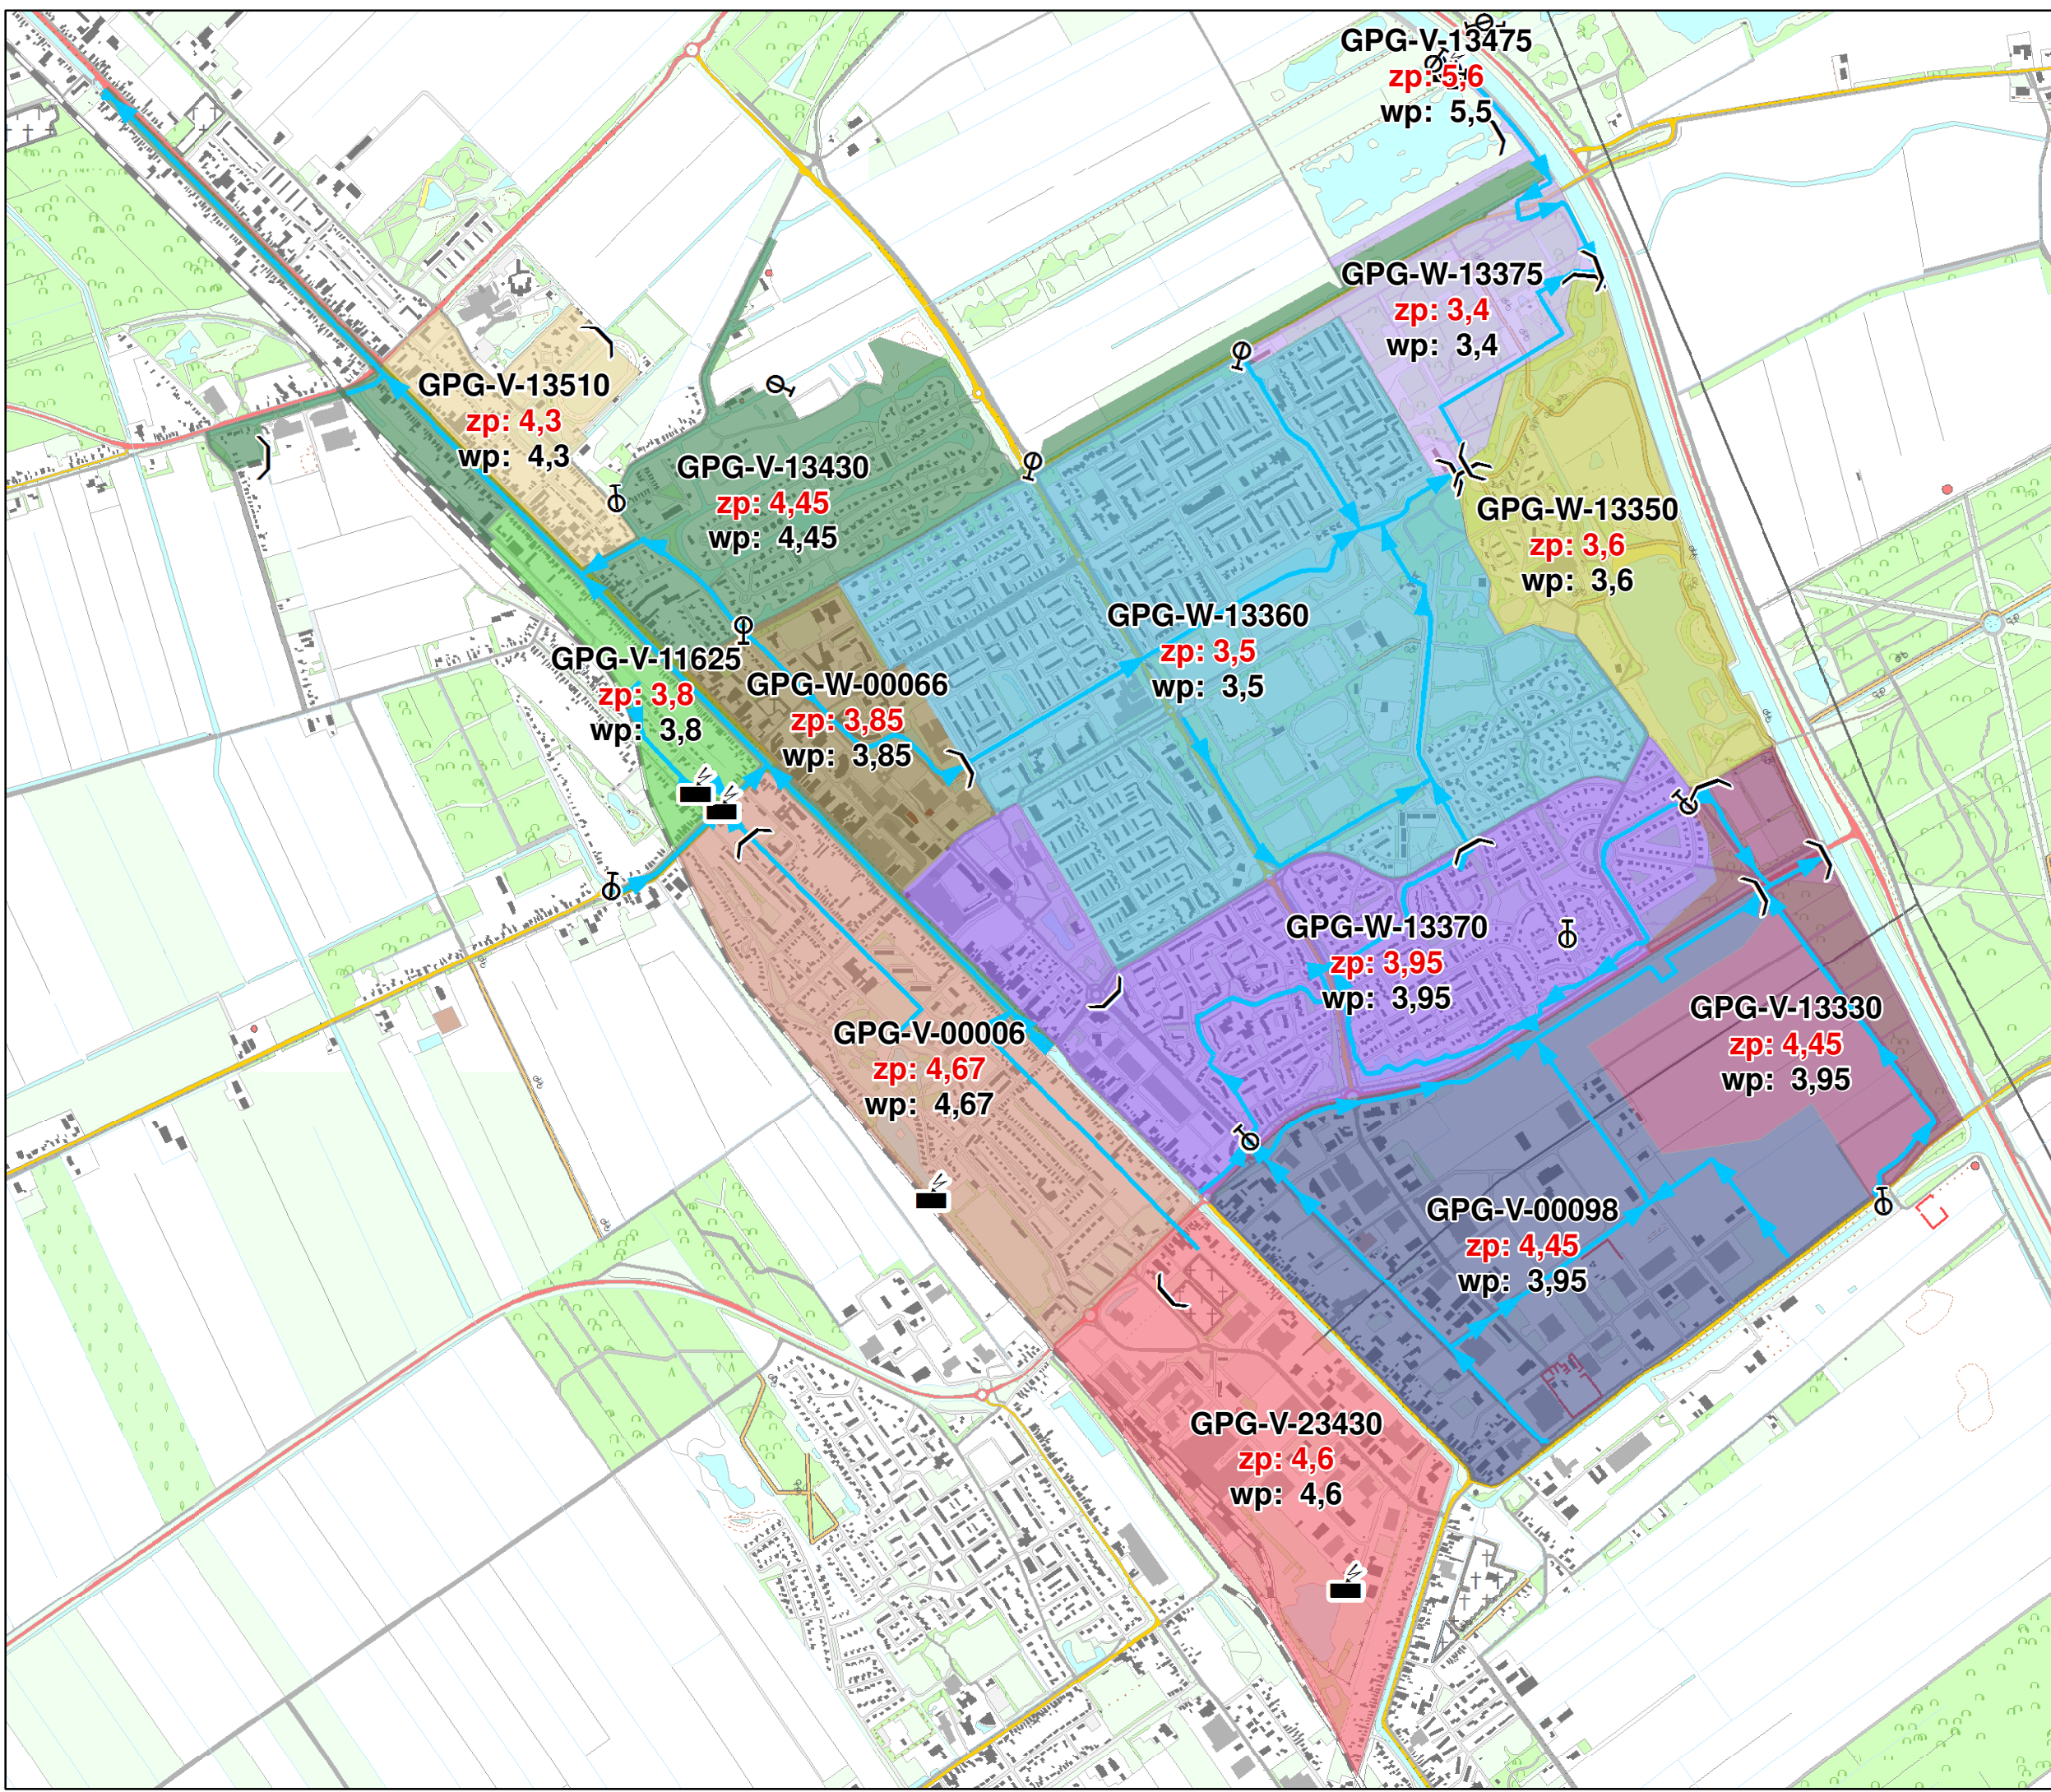 GPG-V-13475
zp: 5,6
wp: 5,5
GPG-W-13375
zp: 3,4
wp: 3,4
GPG-V-13510
zp: 4,3
wp: 4,3
GPG-V-13430
zp: 4,45
wp: 4,45
GPG-W-13350
zp: 3,6
wp: 3,6
GPG-W-13360
zp: 3,5
wp: 3,5
GPG-V-11625
zp: 3,8
wp: 3,8
GPG-W-00066
zp: 3,85
wp: 3,85
GPG-W-13370
zp: 3,95
wp: 3,95
GPG-V-13330
zp: 4,45
wp: 3,95
GPG-V-00006
zp: 4,67
wp: 4,67
GPG-V-00098
zp: 4,45
wp: 3,95
GPG-V-23430
zp: 4,6
wp: 4,6